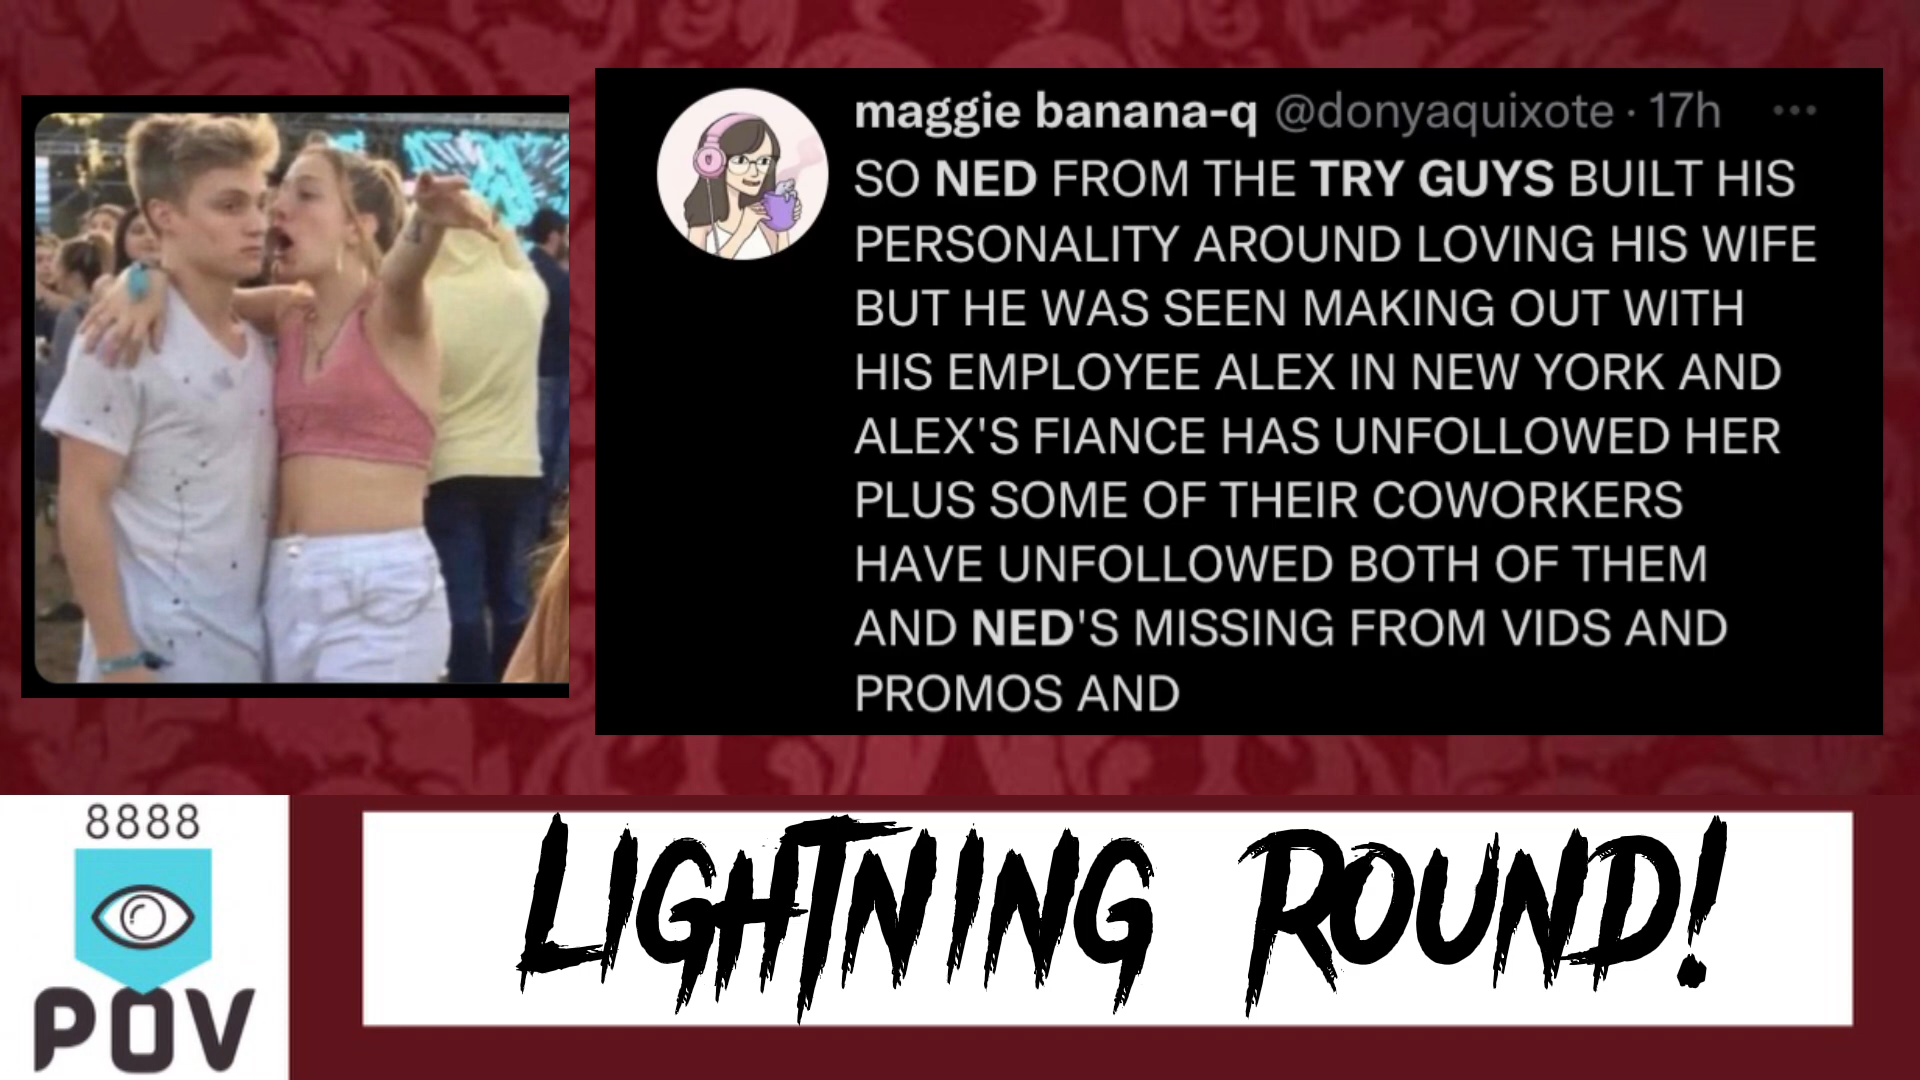 maggie banana-q @donyaquixote · 17h ...
SO NED FROM THE TRY GUYS BUILT HIS
PERSONALITY AROUND LOVING HIS WIFE
BUT HE WAS SEEN MAKING OUT WITH
HIS EMPLOYEE ALEX IN NEW YORK AND
ALEX'S FIANCE HAS UNFOLLOWED HER
PLUS SOME OF THEIR COWORKERS
HAVE UNFOLLOWED BOTH OF THEM
AND NED'S MISSING FROM VIDS AND
PROMOS AND
8888
POV
LIGHTNING ROUND!